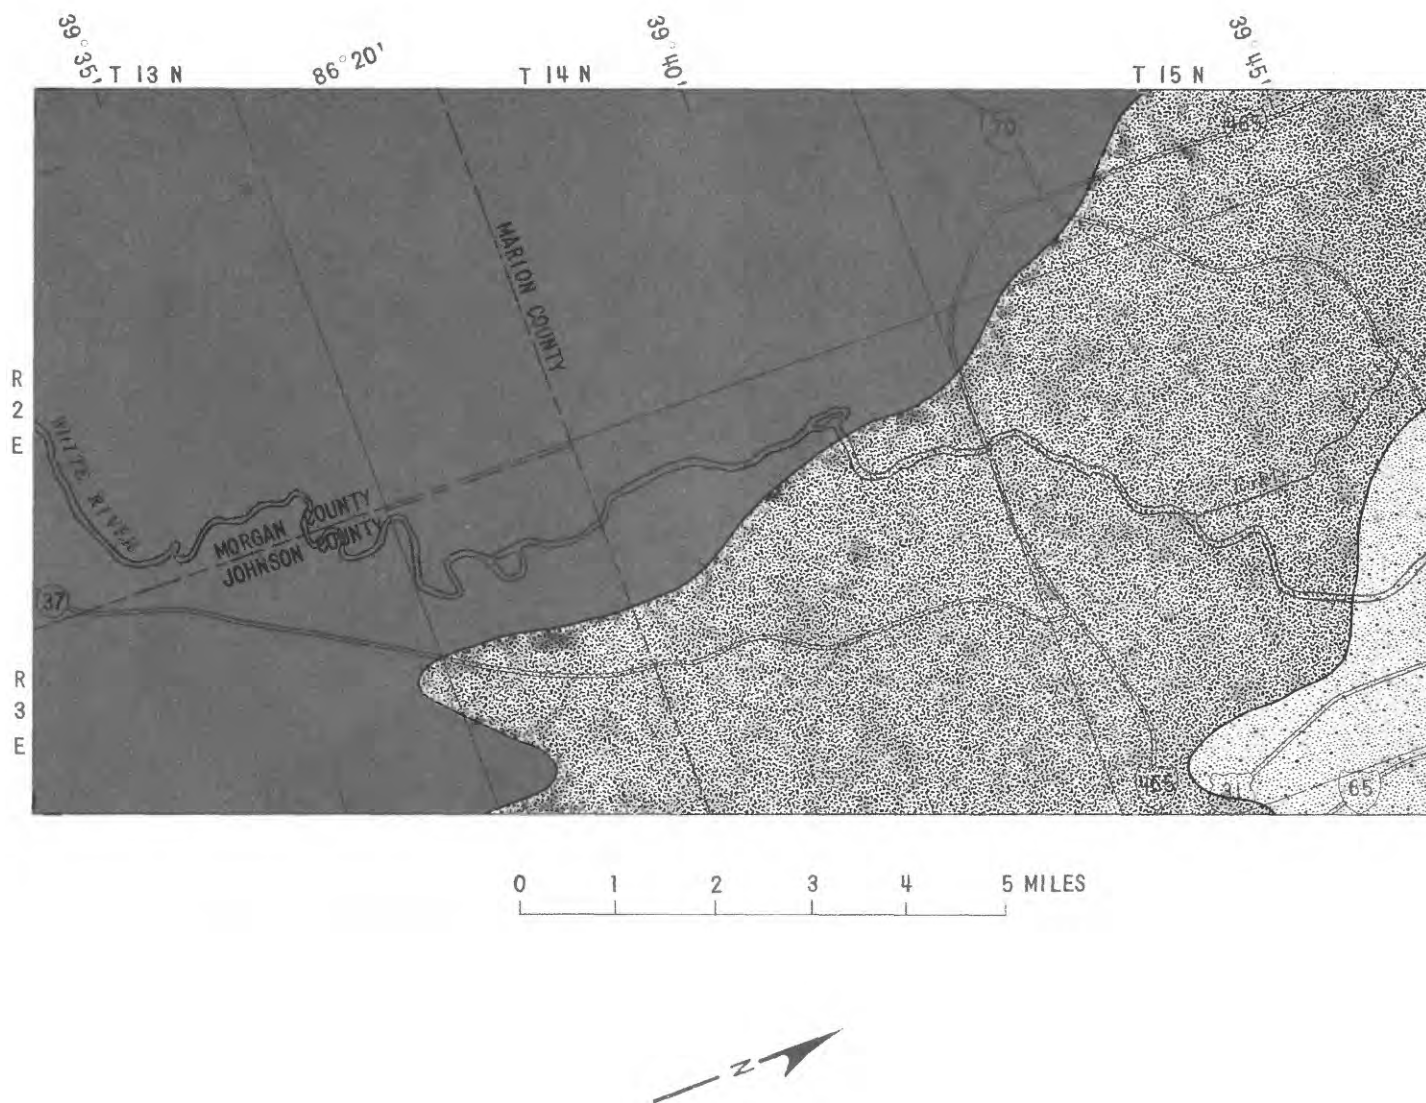 39°35'
T 13 N
86°20'
T 14 N
39°40'
T 15 N
39°45'
70
465
MARION COUNTY
R
2
E
WHITE RIVER
MORGAN COUNTY
JOHNSON COUNTY
37
R
3
E
465
31
65
0 1 2 3 4 5 MILES
N